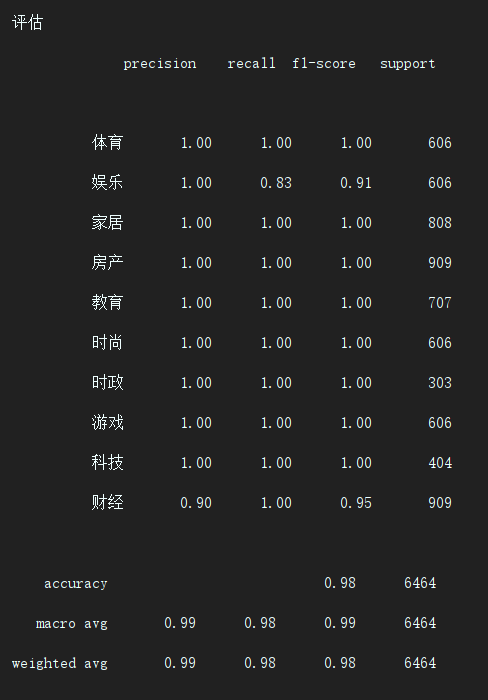 评估
precision recall f1-score support
体育 1.00 1.00 1.00 606
娱乐 1.00 0.83 0.91 606
家居 1.00 1.00 1.00 808
房产 1.00 1.00 1.00 909
教育 1.00 1.00 1.00 707
时尚 1.00 1.00 1.00 606
时政 1.00 1.00 1.00 303
游戏 1.00 1.00 1.00 606
科技 1.00 1.00 1.00 404
财经 0.90 1.00 0.95 909
accuracy 0.98 6464
macro avg 0.99 0.98 0.99 6464
weighted avg 0.99 0.98 0.98 6464